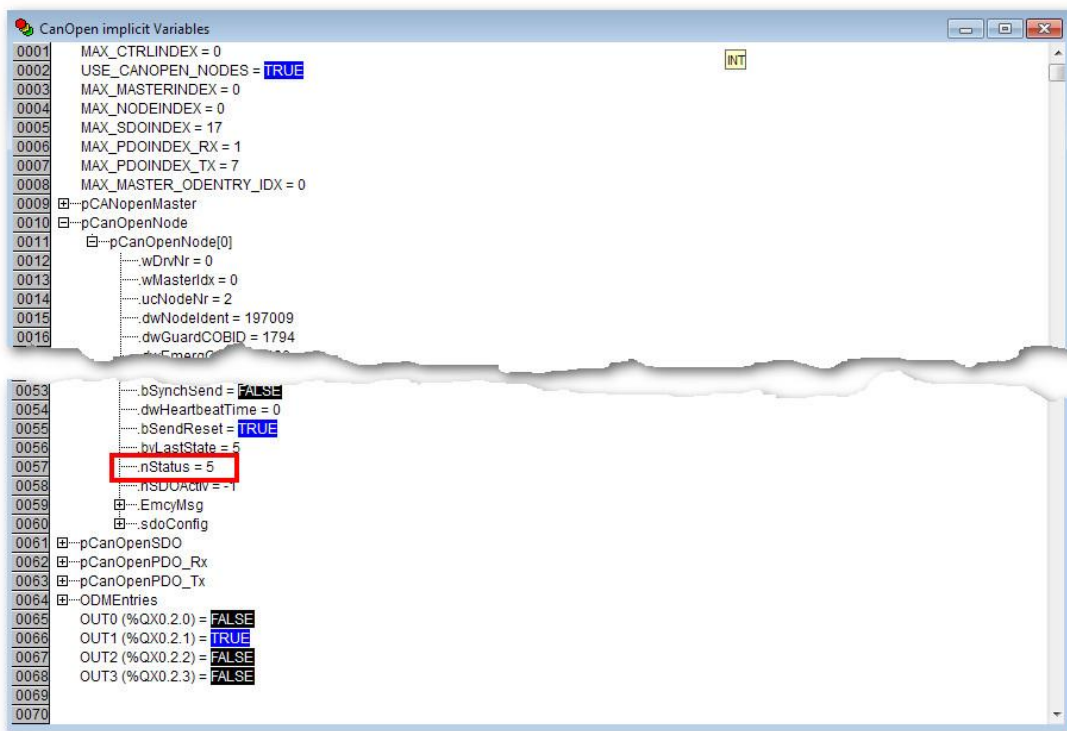 CanOpen implicit Variables
0001 MAX_CTRLINDEX = 0
INT
0002 USE_CANOPEN_NODES = TRUE
0003 MAX_MASTERINDEX = 0
0004 MAX_NODEINDEX = 0
0005 MAX_SDOINDEX = 17
0006 MAX_PDOINDEX_RX = 1
0007 MAX_PDOINDEX_TX = 7
0008 MAX_MASTER_ODENTRY_IDX = 0
0009 pCANopenMaster
0010 pCanOpenNode
0011 pCanOpenNode[0]
0012 .wDrvNr = 0
0013 .wMasterIdx = 0
0014 .ucNodeNr = 2
0015 .dwNodeIdent = 197009
0016 .dwGuardCOBID = 1794
0053 .bSynchSend = FALSE
0054 .dwHeartbeatTime = 0
0055 .bSendReset = TRUE
0056 .byLastState = 5
0057 .nStatus = 5
0058 .nSDOActiv = -1
0059 .EmcyMsg
0060 .sdoConfig
0061 pCanOpenSDO
0062 pCanOpenPDO_Rx
0063 pCanOpenPDO_Tx
0064 ODMEntries
0065 OUT0 (%QX0.2.0) = FALSE
0066 OUT1 (%QX0.2.1) = TRUE
0067 OUT2 (%QX0.2.2) = FALSE
0068 OUT3 (%QX0.2.3) = FALSE
0069
0070